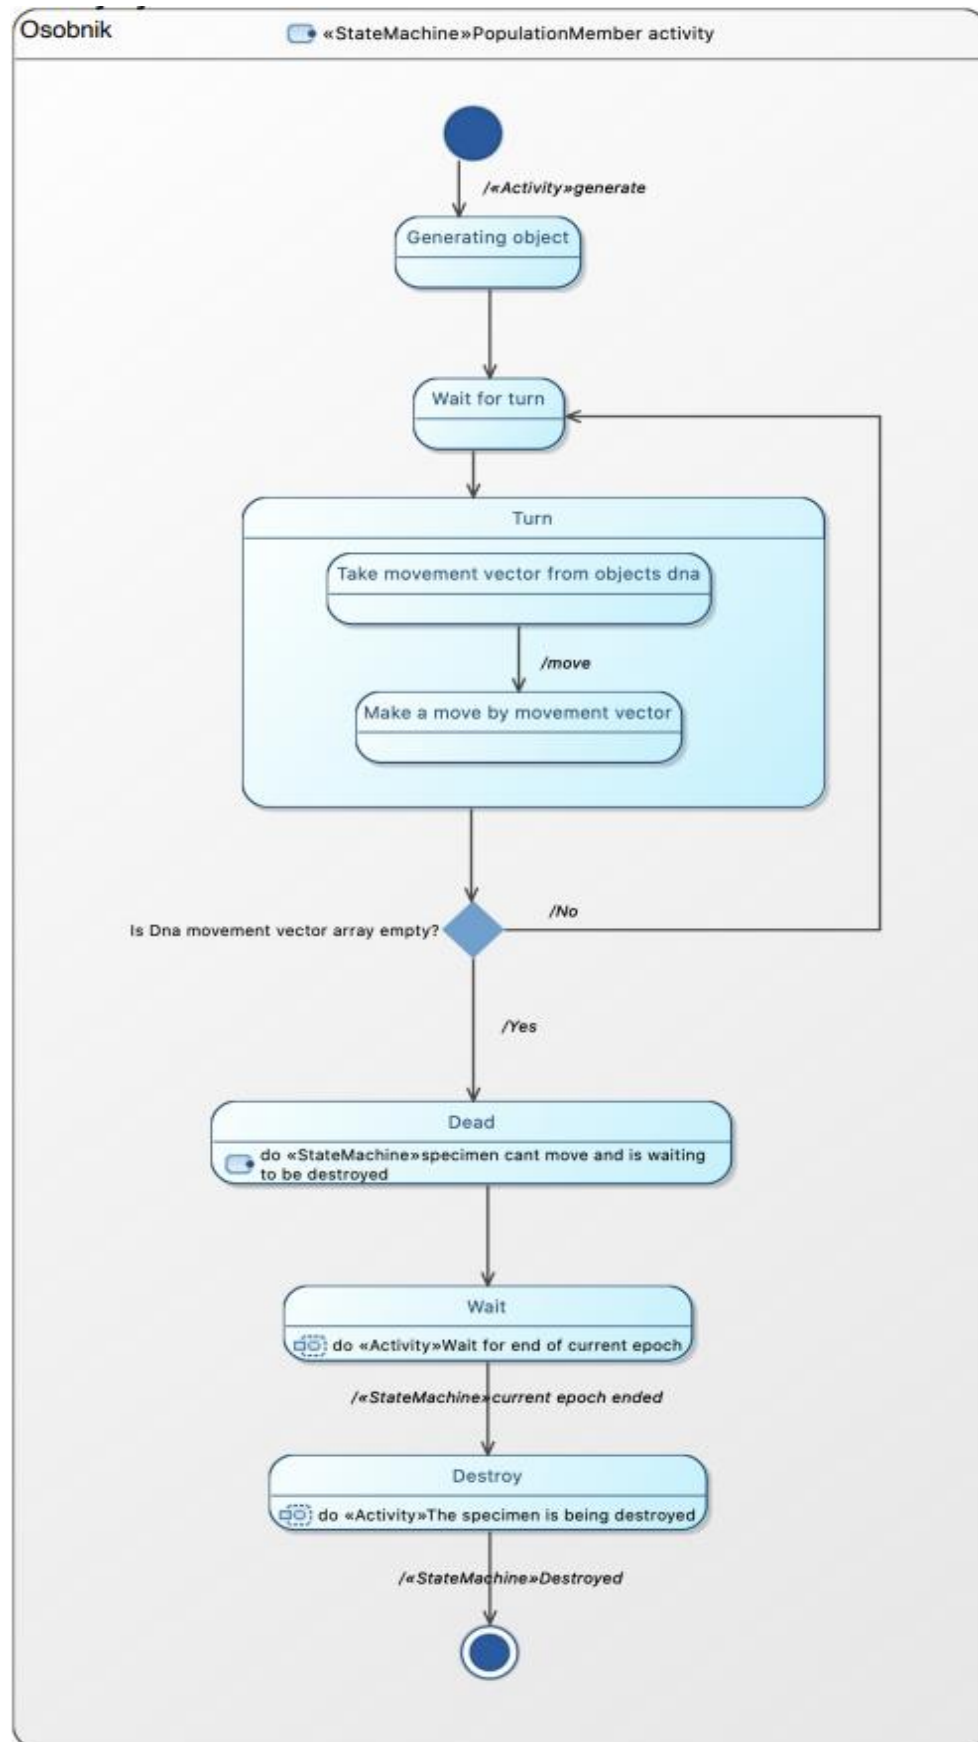 Osobnik
«StateMachine»PopulationMember activity
/«Activity»generate
Generating object
Wait for turn
Turn
Take movement vector from objects dna
/move
Make a move by movement vector
/No
Is Dna movement vector array empty?
/Yes
Dead
do «StateMachine»specimen cant move and is waiting
to be destroyed
Wait
do «Activity»Wait for end of current epoch
/«StateMachine»current epoch ended
Destroy
do «Activity»The specimen is being destroyed
/«StateMachine»Destroyed